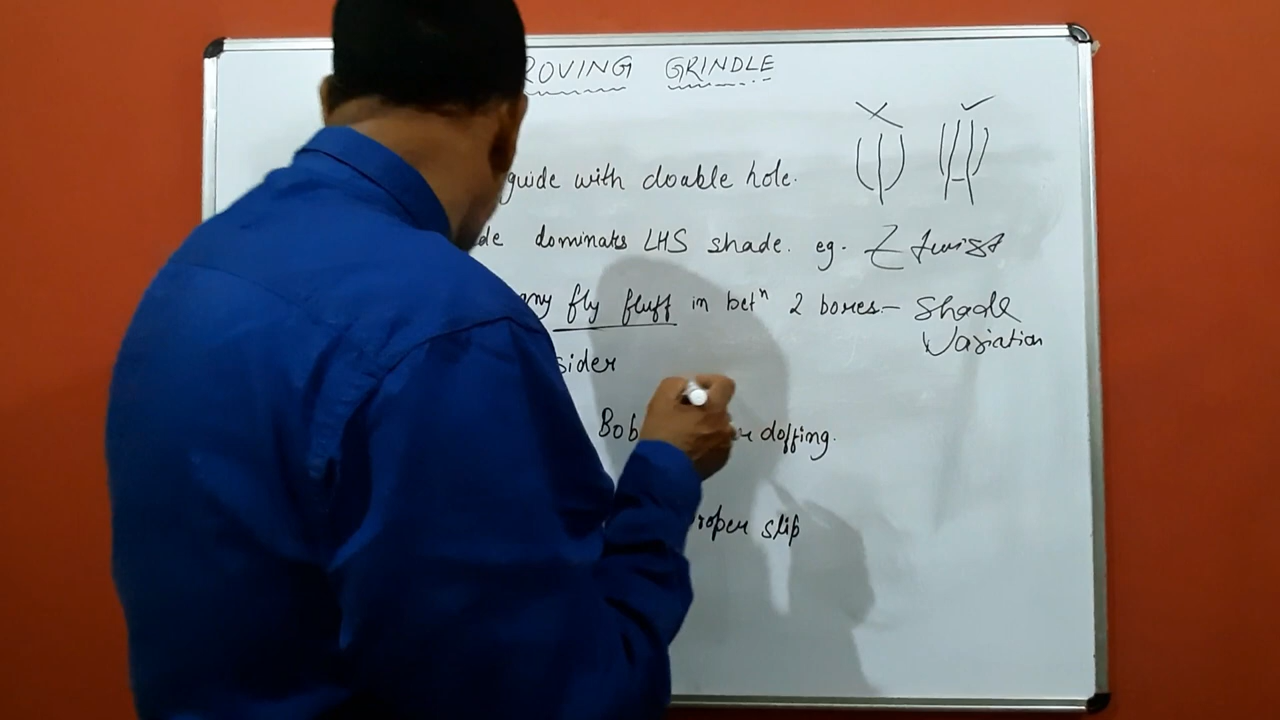 ROVING GRINDLE
guide with double hole.
de dominats LHS shade. eg. Z twist
any fly fluff in betⁿ 2 boxes – Shade
Variation
sider
Bob doffing.
roper slip